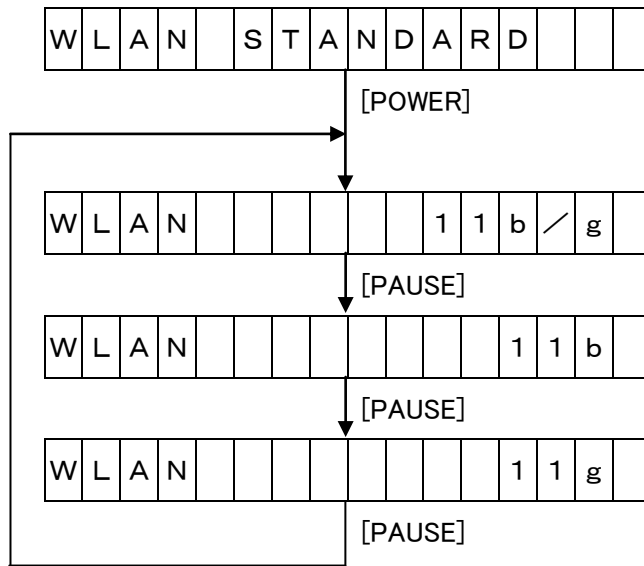 WLAN STANDARD
[POWER]
WLAN 11b/g
[PAUSE]
WLAN 11b
[PAUSE]
WLAN 11g
[PAUSE]